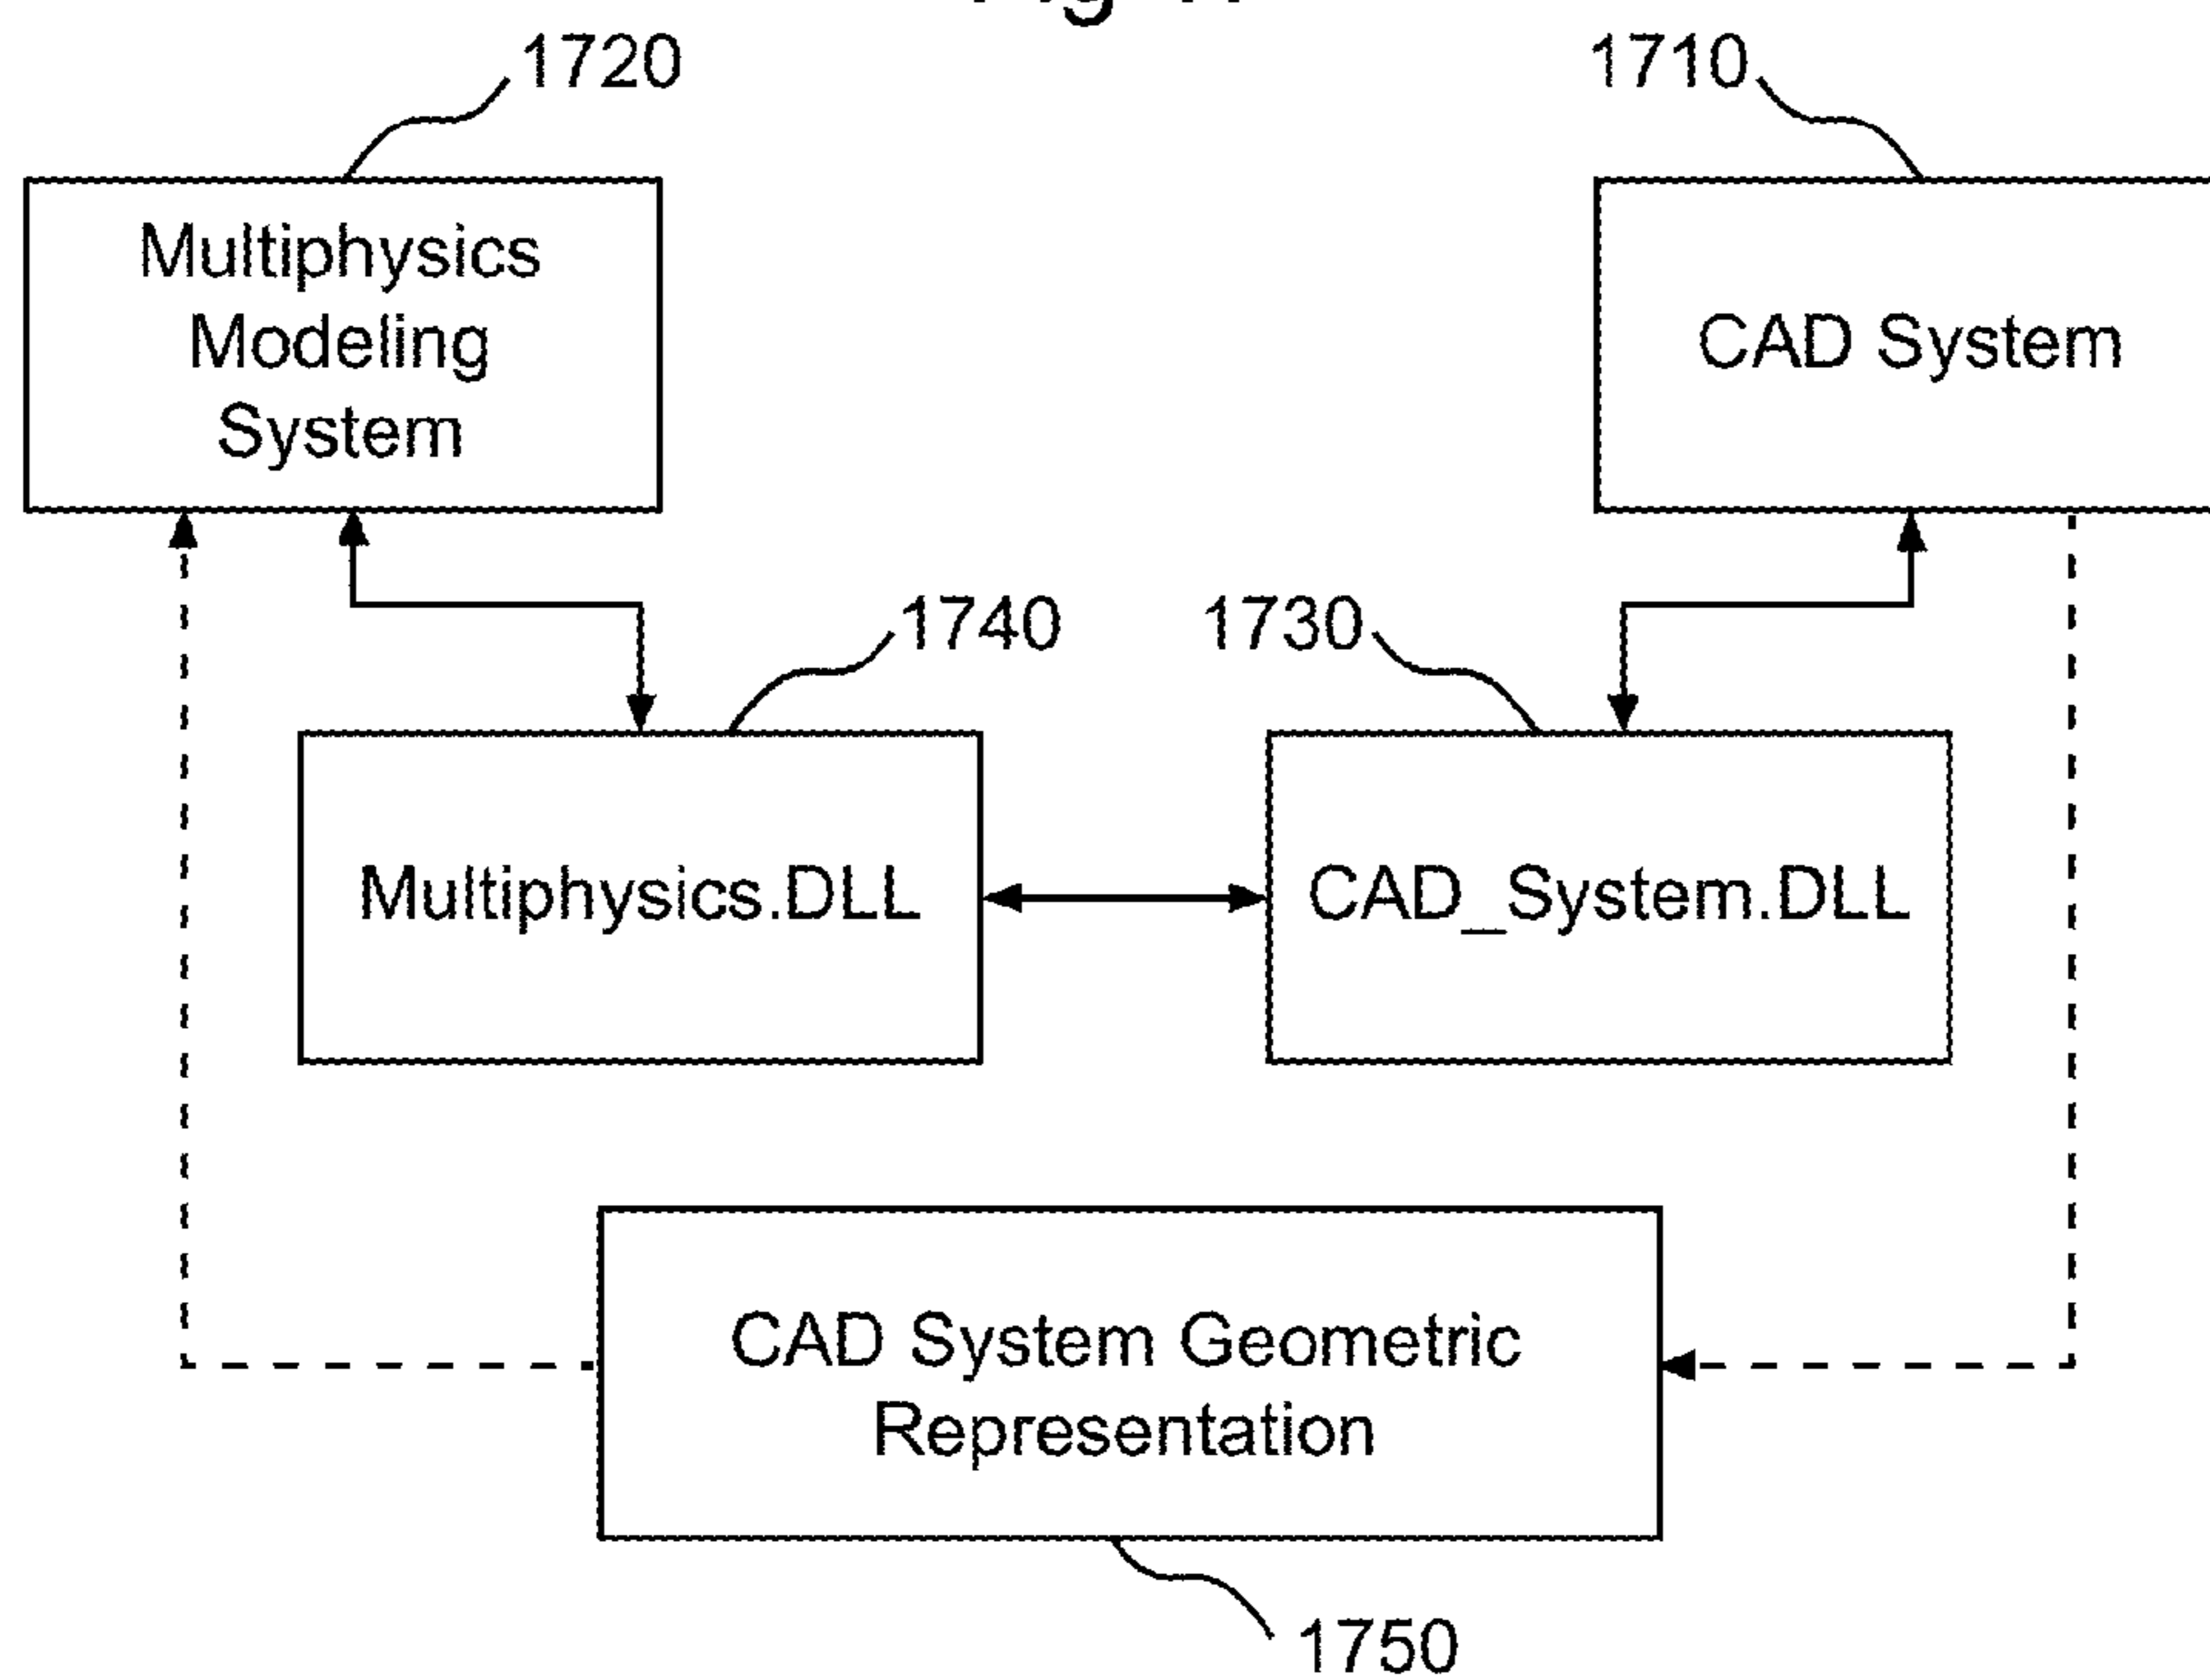 1720
1710
Multiphysics
Modeling
System
CAD System
1740
1730
Multiphysics.DLL
CAD_System.DLL
CAD System Geometric
Representation
1750